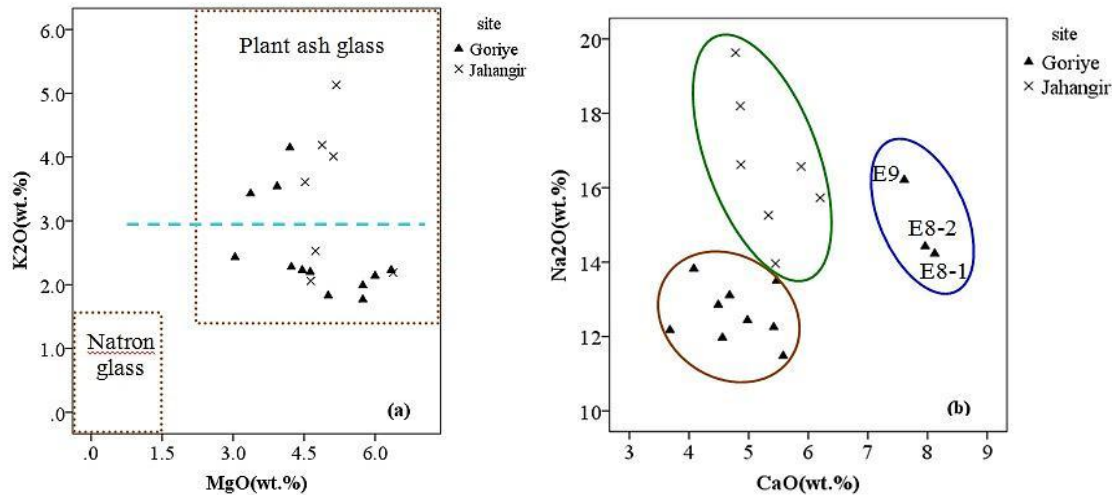 6.0
5.0
4.0
3.0
2.0
1.0
.0
K2O(wt.%)
Plant ash glass
Natron
glass
(a)
.0 1.5 3.0 4.5 6.0
MgO(wt.%)
site
Goriye
Jahangir
20
18
16
14
12
10
Na2O(wt.%)
E9
E8-2
E8-1
(b)
3 4 5 6 7 8 9
CaO(wt.%)
site
Goriye
Jahangir